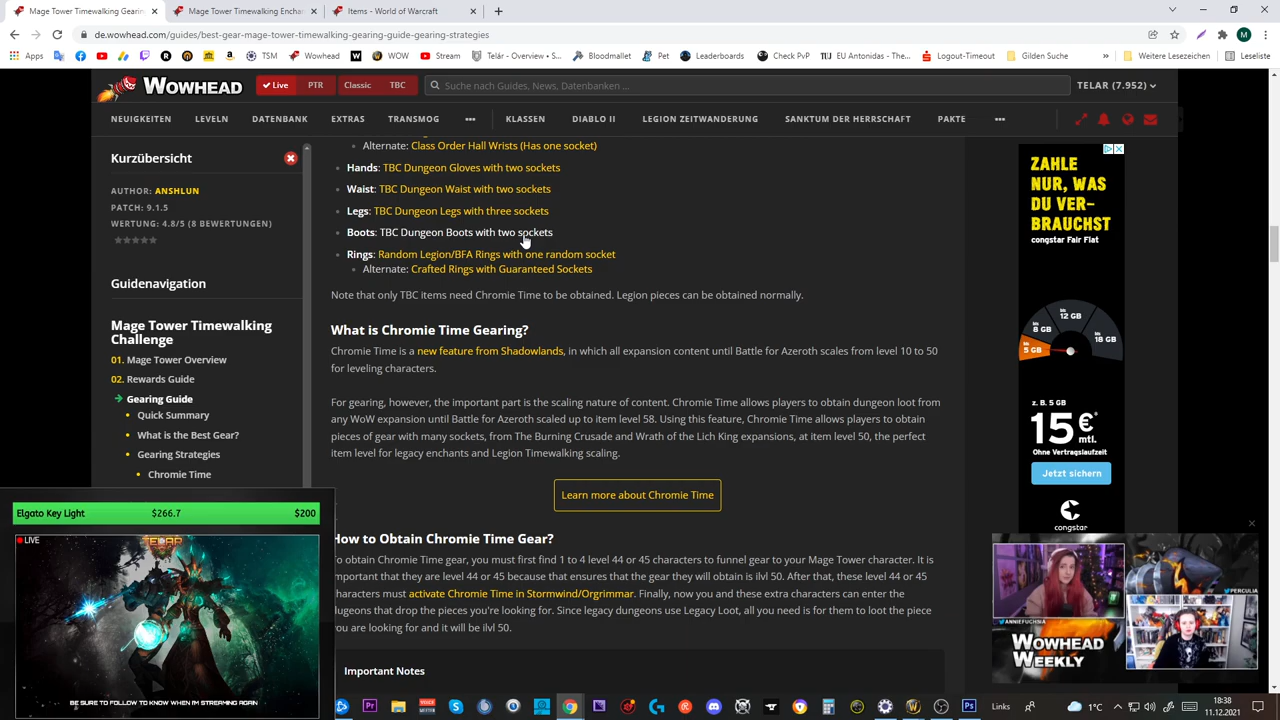 Mage Tower Timewalking Gearin
Mage Tower Timewalking Enchan
Items - World of Warcraft
de.wowhead.com/guides/best-gear-mage-tower-timewalking-gearing-guide-gearing-strategies
M
Apps
TSM
Wowhead
WOW
Stream
Telár - Overview - S...
Bloodmallet
Pet
Leaderboards
Check PvP
TU EU Antonidas - T...
Logout-Timeout
Gilden Suche
»
Weitere Lesezeichen
Leseliste
WOWHEAD
Live
PTR
Classic
TBC
Suche nach Guides, News, Datenbanken ...
TELAR (7.952)
NEUIGKEITEN
LEVELN
DATENBANK
EXTRAS
TRANSMOG
KLASSEN
DIABLO II
LEGION ZEITWANDERUNG
SANKTUM DER HERRSCHAFT
PAKTE
Kurzübersicht
AUTHOR: ANSHLUN
PATCH: 9.1.5
WERTUNG: 4.8/5 (8 BEWERTUNGEN)
Guidenavigation
Mage Tower Timewalking
Challenge
01. Mage Tower Overview
02. Rewards Guide
Gearing Guide
Quick Summary
What is the Best Gear?
Gearing Strategies
Chromie Time
Alternate: Class Order Hall Wrists (Has one socket)
Hands: TBC Dungeon Gloves with two sockets
Waist: TBC Dungeon Waist with two sockets
Legs: TBC Dungeon Legs with three sockets
Boots: TBC Dungeon Boots with two sockets
Rings: Random Legion/BFA Rings with one random socket
Alternate: Crafted Rings with Guaranteed Sockets
Note that only TBC items need Chromie Time to be obtained. Legion pieces can be obtained normally.
What is Chromie Time Gearing?
Chromie Time is a new feature from Shadowlands, in which all expansion content until Battle for Azeroth scales from level 10 to 50
for leveling characters.
For gearing, however, the important part is the scaling nature of content. Chromie Time allows players to obtain dungeon loot from
any WoW expansion until Battle for Azeroth scaled up to item level 58. Using this feature, Chromie Time allows players to obtain
pieces of gear with many sockets, from The Burning Crusade and Wrath of the Lich King expansions, at item level 50, the perfect
item level for legacy enchants and Legion Timewalking scaling.
Learn more about Chromie Time
How to Obtain Chromie Time Gear?
To obtain Chromie Time gear, you must first find 1 to 4 level 44 or 45 characters to funnel gear to your Mage Tower character. It is
important that they are level 44 or 45 because that ensures that the gear they will obtain is ilvl 50. After that, these level 44 or 45
characters must activate Chromie Time in Stormwind/Orgrimmar. Finally, now you and these extra characters can enter the
dugeons that drop the pieces you're looking for. Since legacy dungeons use Legacy Loot, all you need is for them to loot the piece
you are looking for and it will be ilvl 50.
Important Notes
ZAHLE
NUR, WAS
DU VER-
BRAUCHST
congstar Fair Flat
bis
8 GB
bis
12 GB
bis
18 GB
bis
5 GB
z. B. 5 GB
15 €*
mtl.
Ohne Vertragslaufzeit
Jetzt sichern
congstar
Elgato Key Light
$266.7
$200
LIVE
TELAR
BE SURE TO FOLLOW TO KNOW WHEN I'M STREAMING AGAIN
ANNIEFUCHSIA
PERCULIA
WOWHEAD
WEEKLY
Links
1°C
18:38
11.12.2021